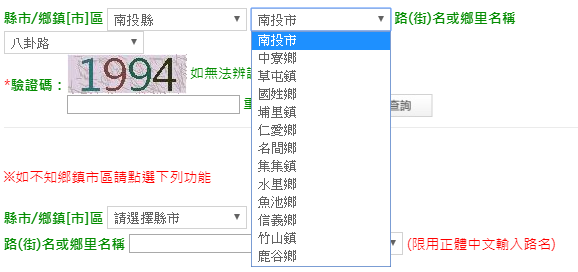 縣市/鄉鎮[市]區 南投縣 南投市 路(街)名或鄉里名稱
八卦路
南投市
中寮鄉
草屯鎮
國姓鄉
埔里鎮
仁愛鄉
名間鄉
集集鎮
水里鄉
魚池鄉
信義鄉
竹山鎮
鹿谷鄉
*驗證碼： 1994 如無法辨
查詢
※如不知鄉鎮市區請點選下列功能
縣市/鄉鎮[市]區 請選擇縣市
路(街)名或鄉里名稱 (限用正體中文輸入路名)